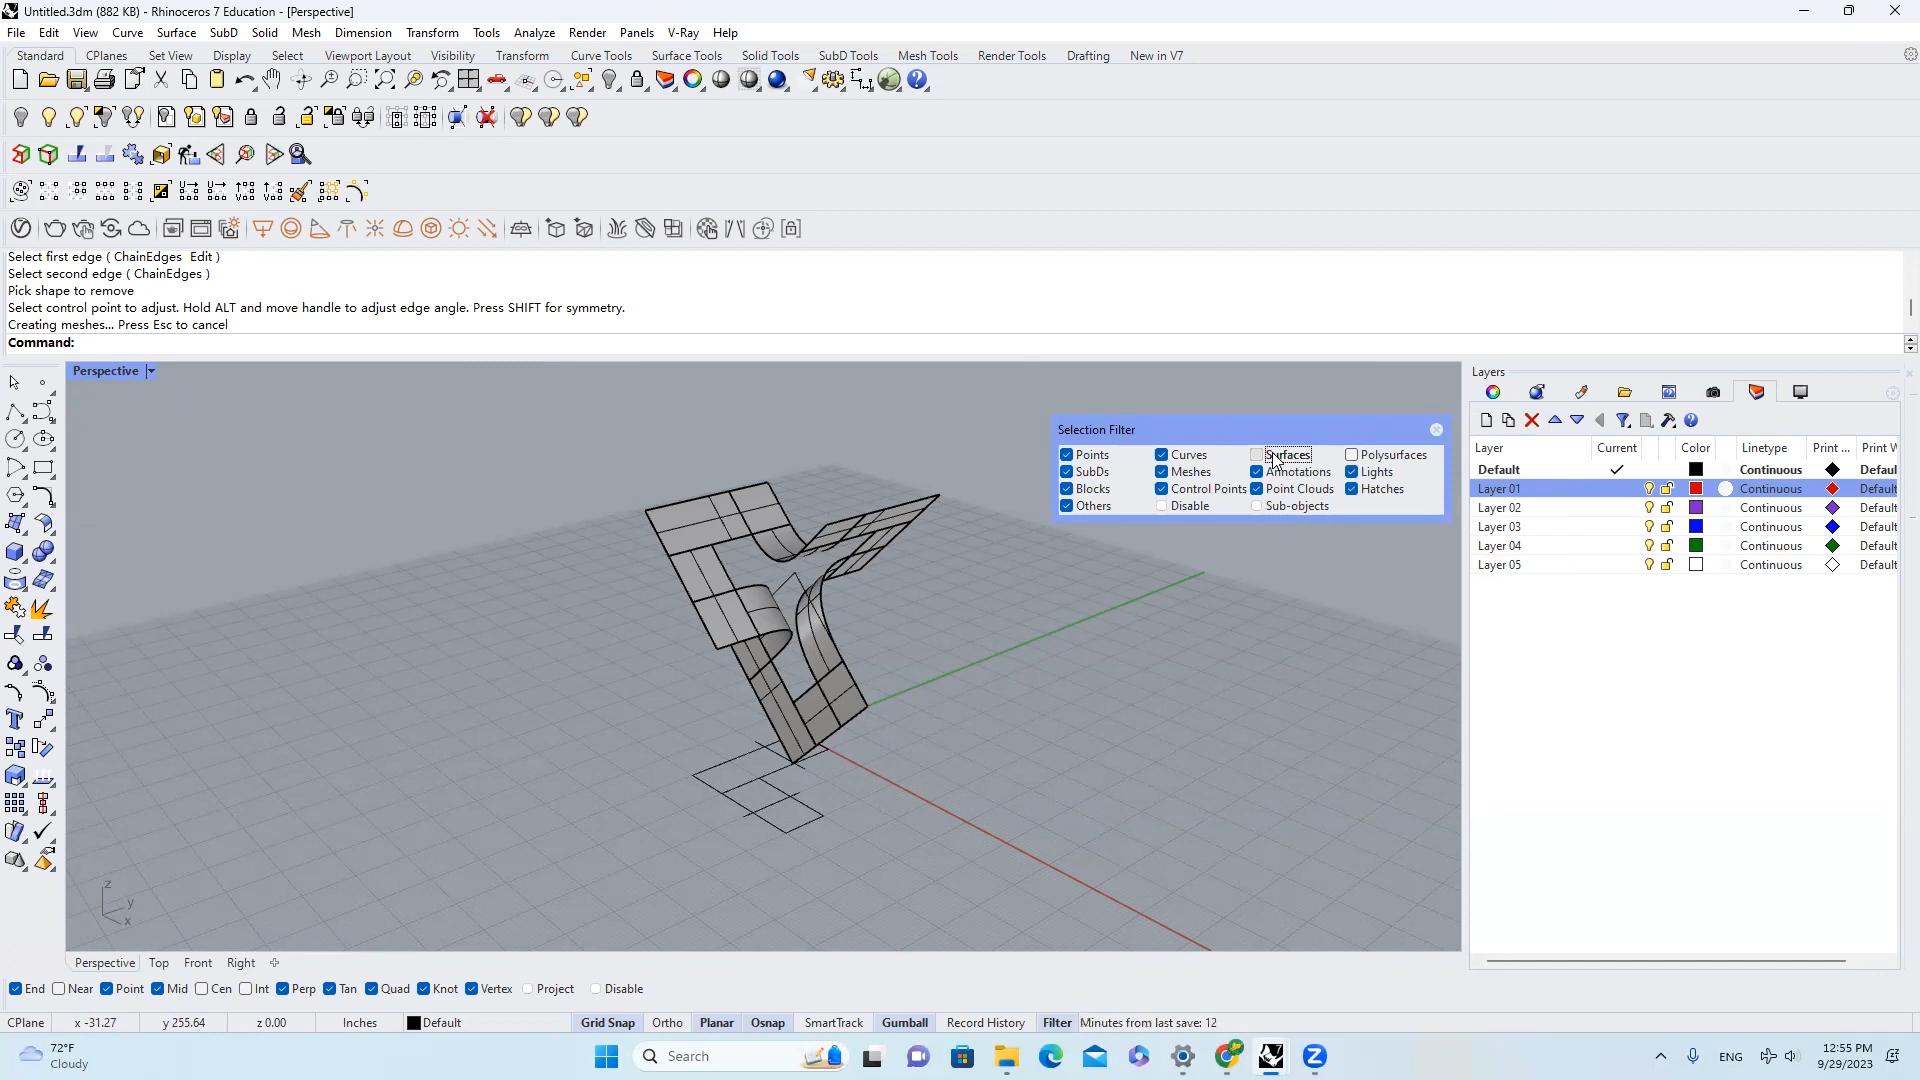 Untitled.3dm (882 KB) - Rhinoceros 7 Education - [Perspective]
File Edit View Curve Surface SubD Solid Mesh Dimension Transform Tools Analyze Render Panels V-Ray Help
Standard CPlanes Set View Display Select Viewport Layout Visibility Transform Curve Tools Surface Tools Solid Tools SubD Tools Mesh Tools Render Tools Drafting New in V7
Select first edge ( ChainEdges Edit )
Select second edge ( ChainEdges )
Pick shape to remove
Select control point to adjust. Hold ALT and move handle to adjust edge angle. Press SHIFT for symmetry.
Creating meshes... Press Esc to cancel
Command:
Perspective
Selection Filter
Points Curves Surfaces Polysurfaces
SubDs Meshes Annotations Lights
Blocks Control Points Point Clouds Hatches
Others Disable Sub-objects
Layers
Layer Current Color Linetype Print ... Print W
Default Continuous Defaul
Layer 01 Continuous Default
Layer 02 Continuous Default
Layer 03 Continuous Default
Layer 04 Continuous Default
Layer 05 Continuous Default
z
y
x
Perspective Top Front Right
End Near Point Mid Cen Int Perp Tan Quad Knot Vertex Project Disable
CPlane x -31.27 y 255.64 z 0.00 Inches Default Grid Snap Ortho Planar Osnap SmartTrack Gumball Record History Filter Minutes from last save: 12
72°F
Cloudy
Search
ENG
12:55 PM
9/29/2023